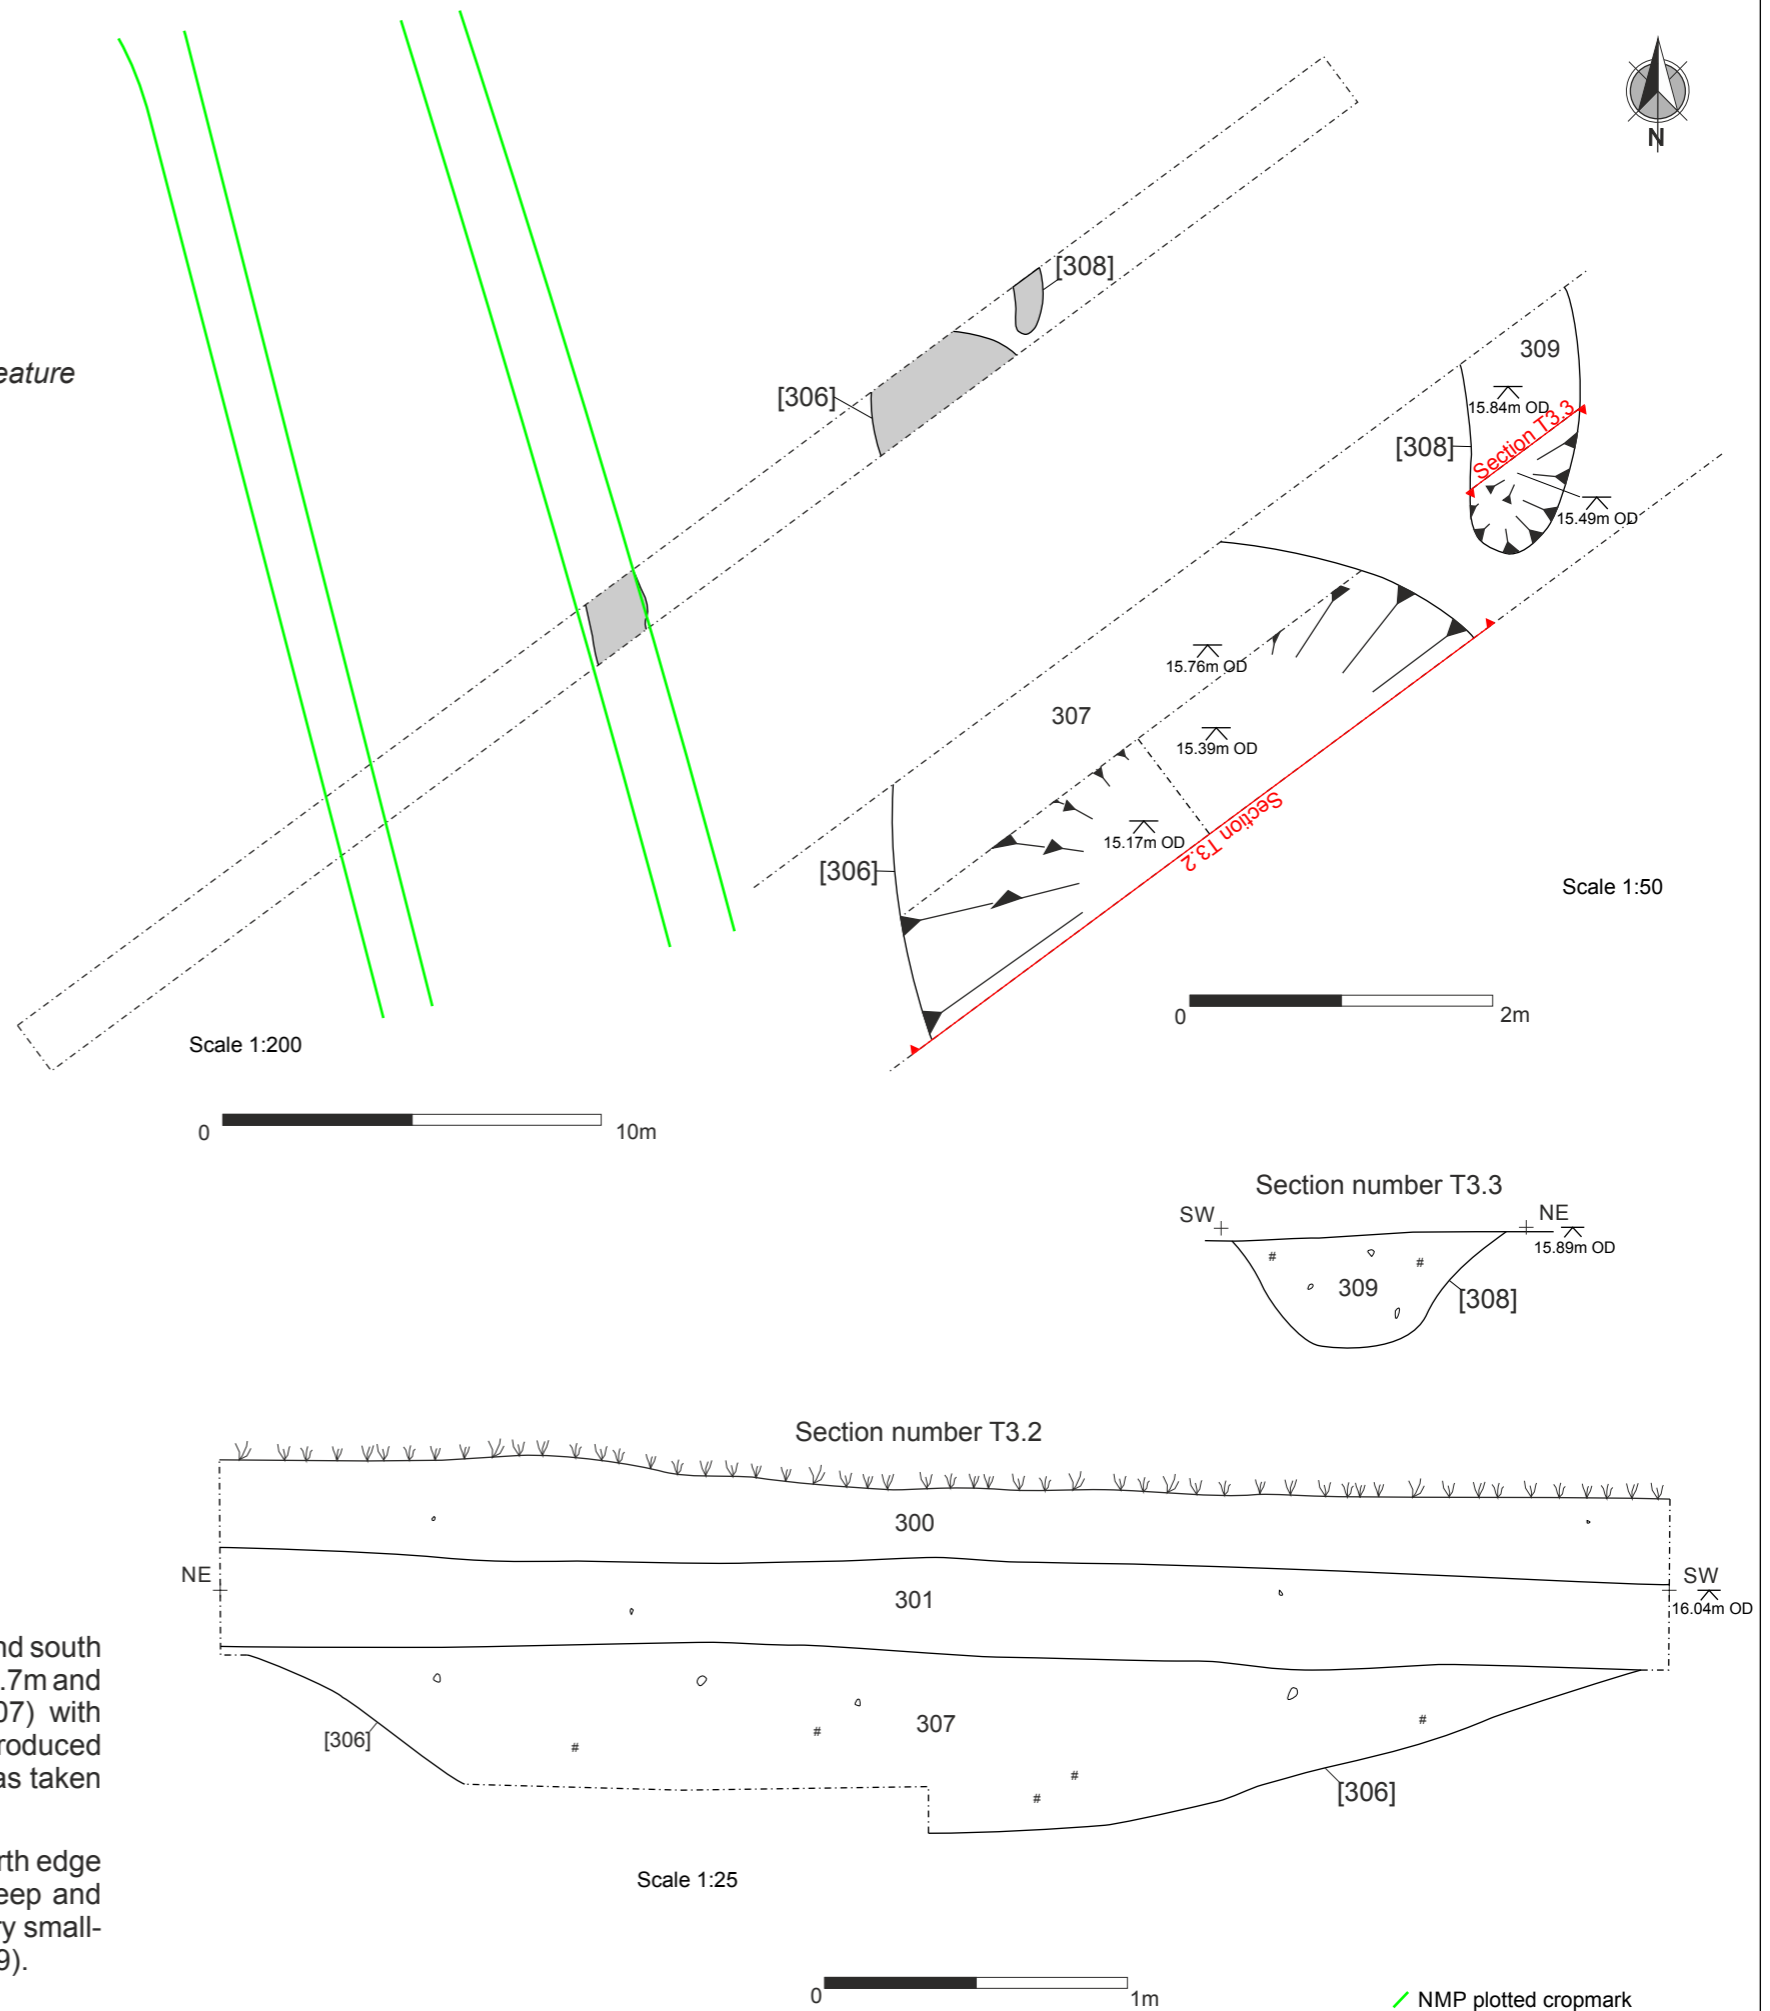 N
[308]
eature
309
[306]
15.84m OD
Section T3.3
[308]
15.49m OD
15.76m OD
307
15.39m OD
15.17m OD
Section T3.2
[306]
Scale 1:50
0
2m
Scale 1:200
0
10m
Section number T3.3
SW
NE
15.89m OD
309
[308]
Section number T3.2
300
NE
301
SW
16.04m OD
307
[306]
[306]
Scale 1:25
0
1m
nd south
.7m and
07) with
roduced
as taken
rth edge
eep and
ry small-
9).
NMP plotted cropmark